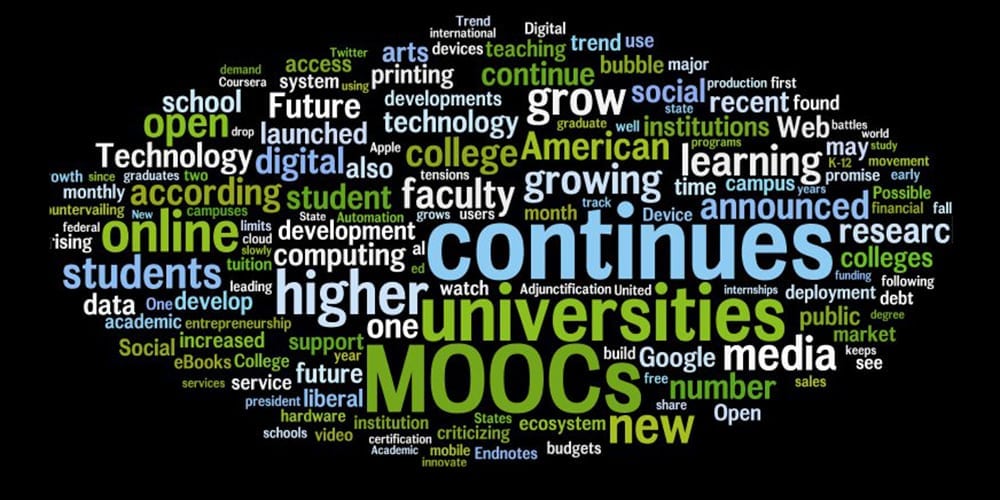 Trend
international
Digital
Twitter
arts
devices
teaching
trend
use
demand
access
printing
continue
bubble
major
Coursera
system
using
school
Future
developments
grow
social
production
first
state
recent
found
open
drop
launched
technology
graduate
well
institutions
Web
battles
world
Technology
digital
also
Apple
college
American
programs
learning
may
study
K-12
movement
owth
since
graduates
two
tensions
growing
time
campus
years
promise
early
monthly
according
student
faculty
month
track
Device
announced
Possible
financial
fall
untervailing
New
campuses
State
Automation
grows
users
federal
rising
online
limits
cloud
slowly
development
computing
al
ed
continues
researc
colleges
funding
students
tuition
leading
higher
watch
Adjunctification
United
internships
deployment
following
debt
data
One
develop
one
universities
public
degree
academic
entrepreneurship
market
Social
increased
support
year
build
Google
media
keeps
see
eBooks
College
services
service
future
MOOCs
free
number
sales
president
liberal
share
Open
hardware
institution
States
ecosystem
new
schools
video
certification
criticizing
Academic
mobile
Endnotes
budgets
innovate